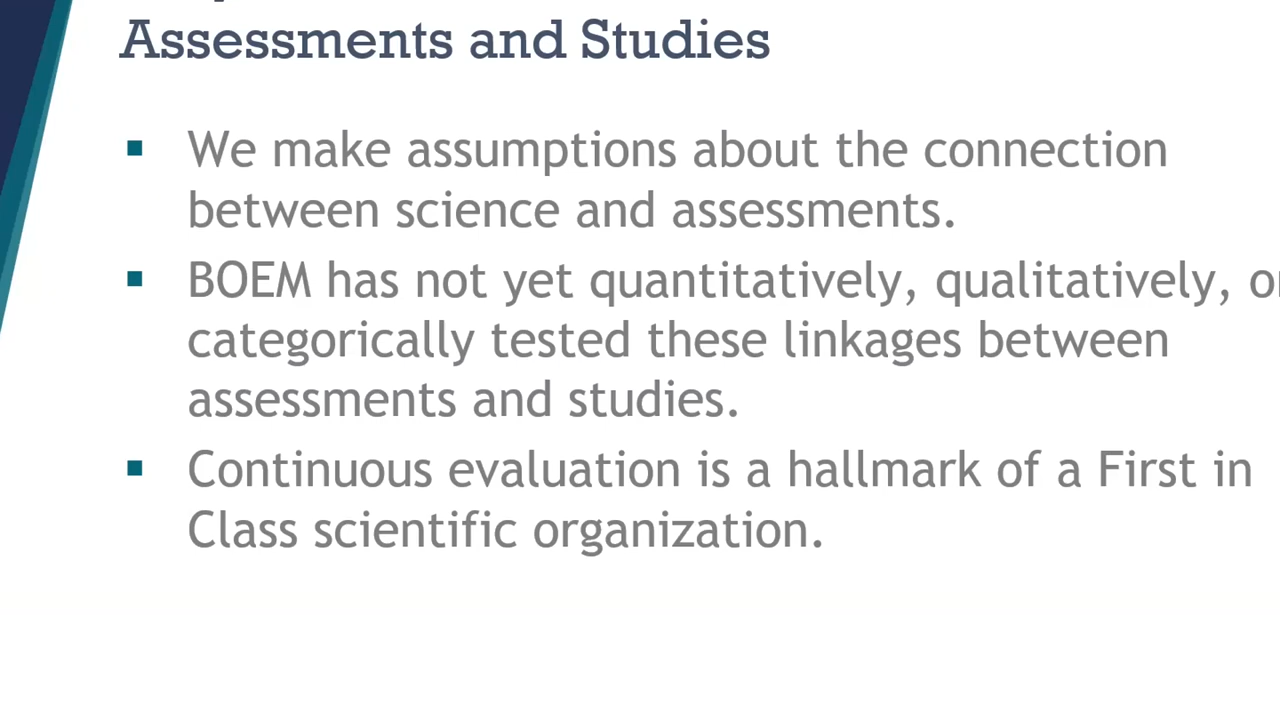 Assessments and Studies
▪ We make assumptions about the connection
between science and assessments.
▪ BOEM has not yet quantitatively, qualitatively, or
categorically tested these linkages between
assessments and studies.
▪ Continuous evaluation is a hallmark of a First in
Class scientific organization.